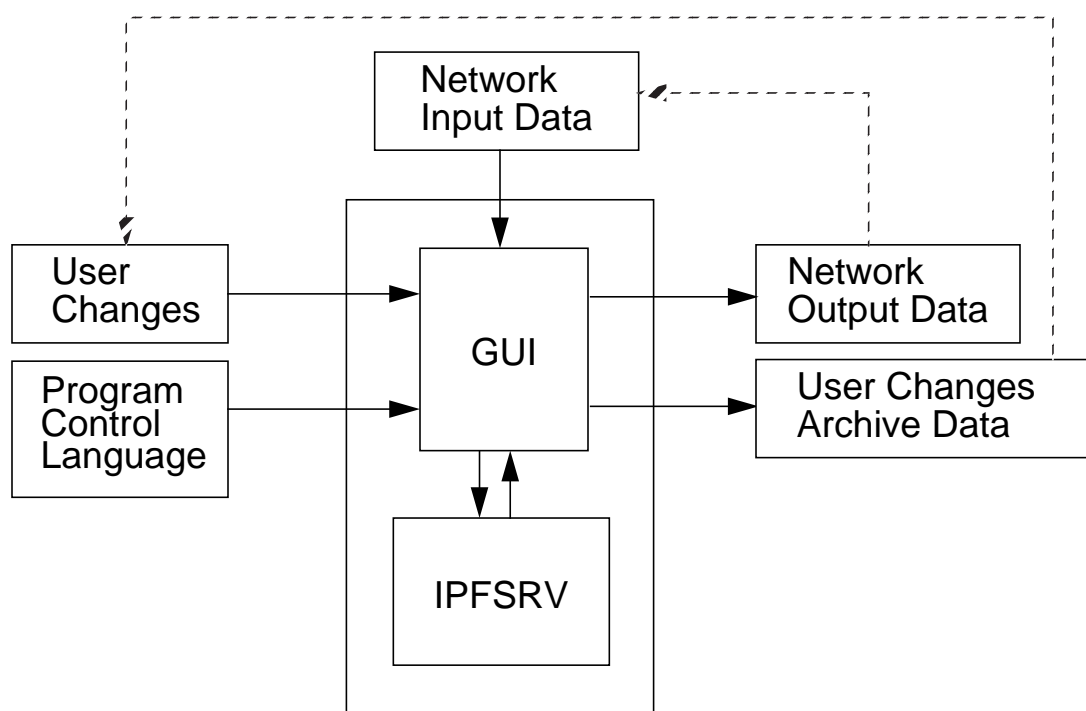 Network
Input Data
User
Changes
Network
Output Data
GUI
Program
Control
Language
User Changes
Archive Data
IPFSRV